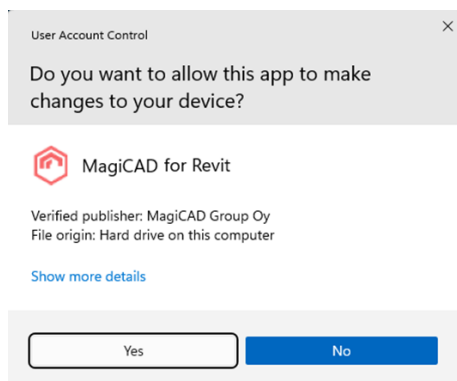 User Account Control
Do you want to allow this app to make
changes to your device?
MagiCAD for Revit
Verified publisher: MagiCAD Group Oy
File origin: Hard drive on this computer
Show more details
Yes
No